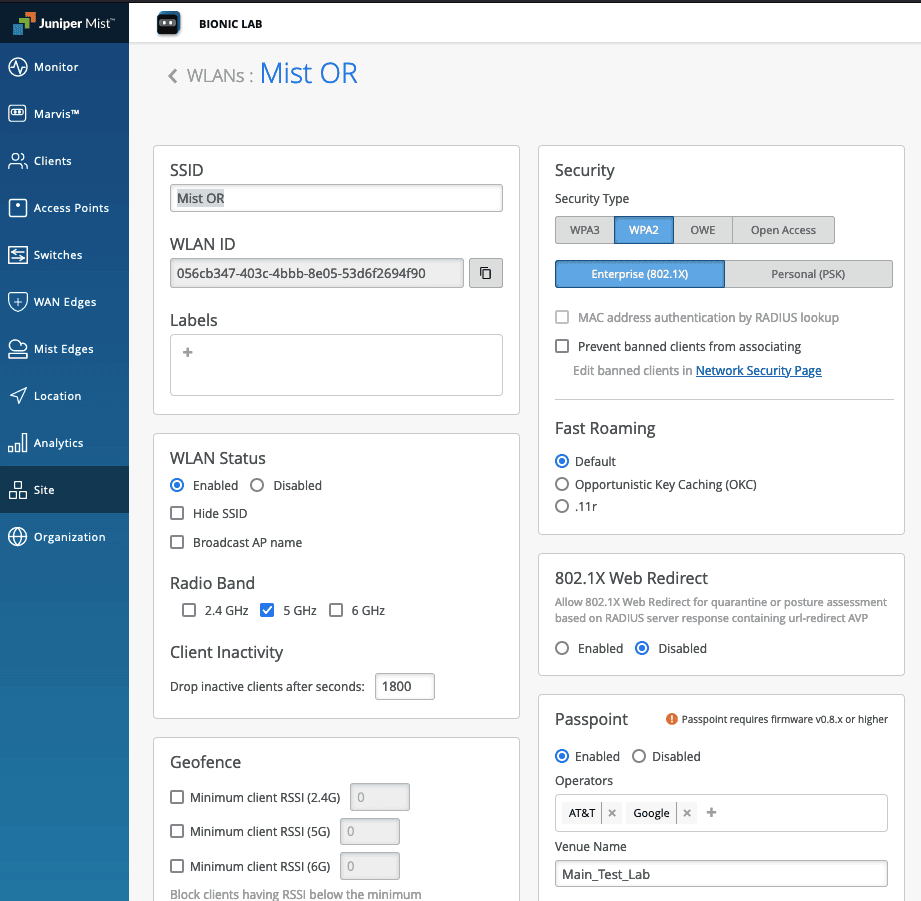 Juniper Mist™
BIONIC LAB
Monitor
Marvis™
Clients
Access Points
Switches
WAN Edges
Mist Edges
Location
Analytics
Site
Organization
WLANs : Mist OR
SSID
Mist OR
WLAN ID
056cb347-403c-4bbb-8e05-53d6f2694f90
Labels
+
WLAN Status
Enabled Disabled
Hide SSID
Broadcast AP name
Radio Band
2.4 GHz 5 GHz 6 GHz
Client Inactivity
Drop inactive clients after seconds: 1800
Geofence
Minimum client RSSI (2.4G) 0
Minimum client RSSI (5G) 0
Minimum client RSSI (6G) 0
Block clients having RSSI below the minimum
Security
Security Type
WPA3 WPA2 OWE Open Access
Enterprise (802.1X) Personal (PSK)
MAC address authentication by RADIUS lookup
Prevent banned clients from associating
Edit banned clients in Network Security Page
Fast Roaming
Default
Opportunistic Key Caching (OKC)
.11r
802.1X Web Redirect
Allow 802.1X Web Redirect for quarantine or posture assessment
based on RADIUS server response containing url-redirect AVP
Enabled Disabled
Passpoint ! Passpoint requires firmware v0.8.x or higher
Enabled Disabled
Operators
AT&T × Google × +
Venue Name
Main_Test_Lab